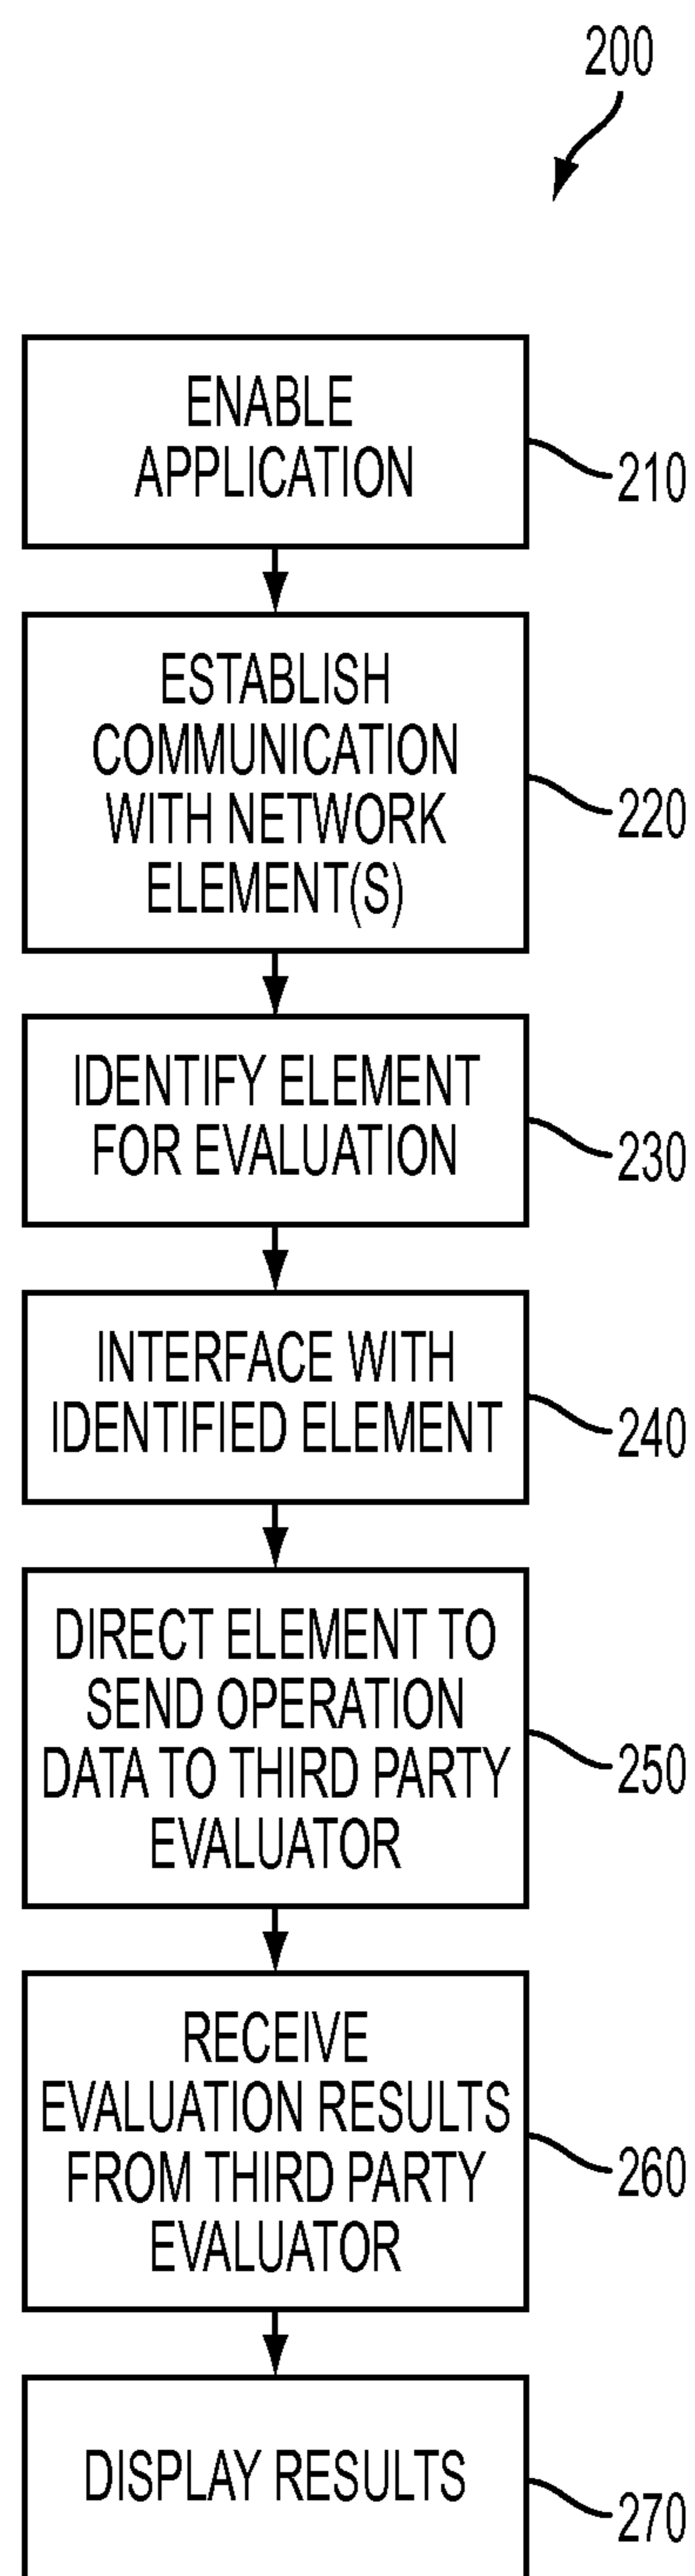 200
ENABLE
APPLICATION
210
ESTABLISH
COMMUNICATION
WITH NETWORK
ELEMENT(S)
220
IDENTIFY ELEMENT
FOR EVALUATION
230
INTERFACE WITH
IDENTIFIED ELEMENT
240
DIRECT ELEMENT TO
SEND OPERATION
DATA TO THIRD PARTY
EVALUATOR
250
RECEIVE
EVALUATION RESULTS
FROM THIRD PARTY
EVALUATOR
260
DISPLAY RESULTS
270